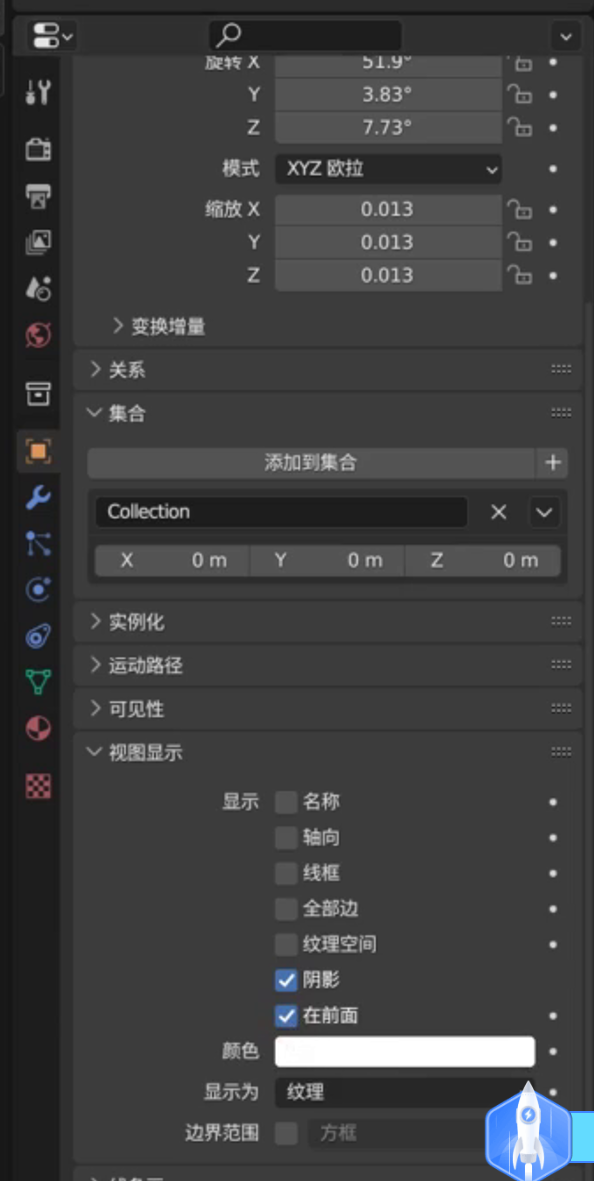 旋转 X 51.9°
Y 3.83°
Z 7.73°
模式 XYZ 欧拉
缩放 X 0.013
Y 0.013
Z 0.013
变换增量
关系
集合
添加到集合 +
Collection
X 0 m Y 0 m Z 0 m
实例化
运动路径
可见性
视图显示
显示 名称
轴向
线框
全部边
纹理空间
阴影
在前面
颜色
显示为 纹理
边界范围 方框